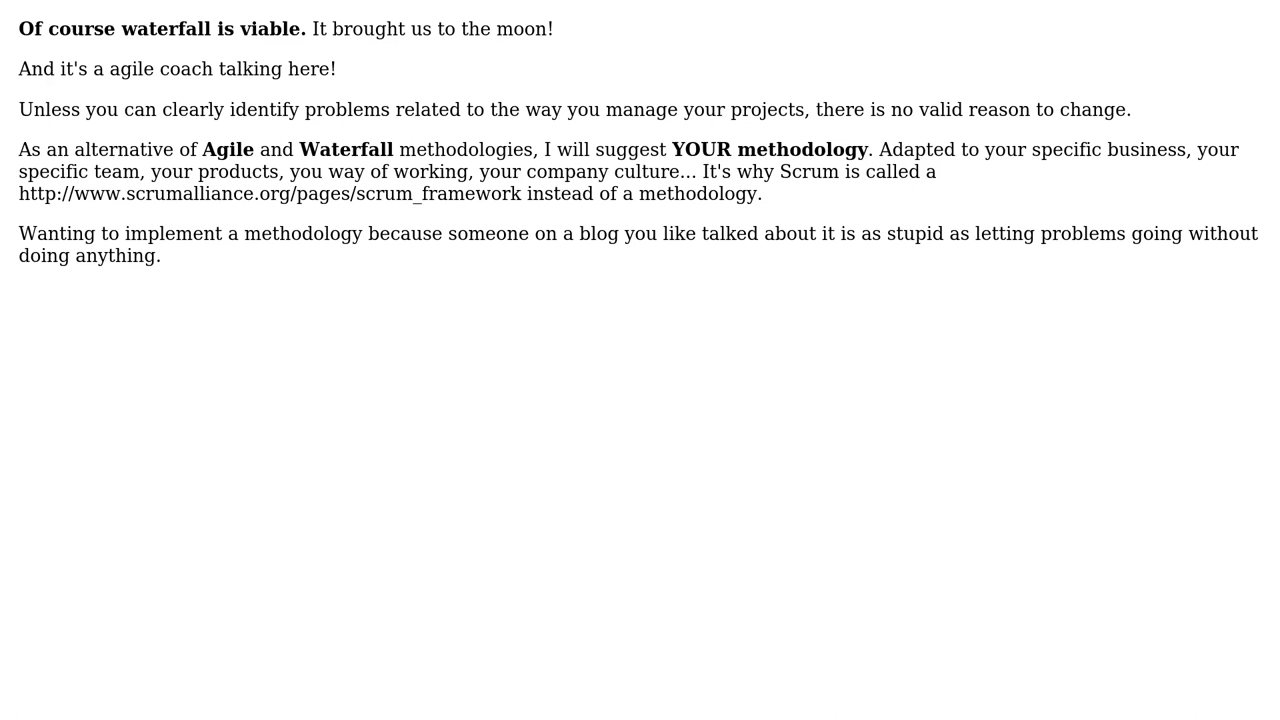 Of course waterfall is viable. It brought us to the moon!
And it's a agile coach talking here!
Unless you can clearly identify problems related to the way you manage your projects, there is no valid reason to change.
As an alternative of Agile and Waterfall methodologies, I will suggest YOUR methodology. Adapted to your specific business, your
specific team, your products, you way of working, your company culture... It's why Scrum is called a
http://www.scrumalliance.org/pages/scrum_framework instead of a methodology.
Wanting to implement a methodology because someone on a blog you like talked about it is as stupid as letting problems going without
doing anything.